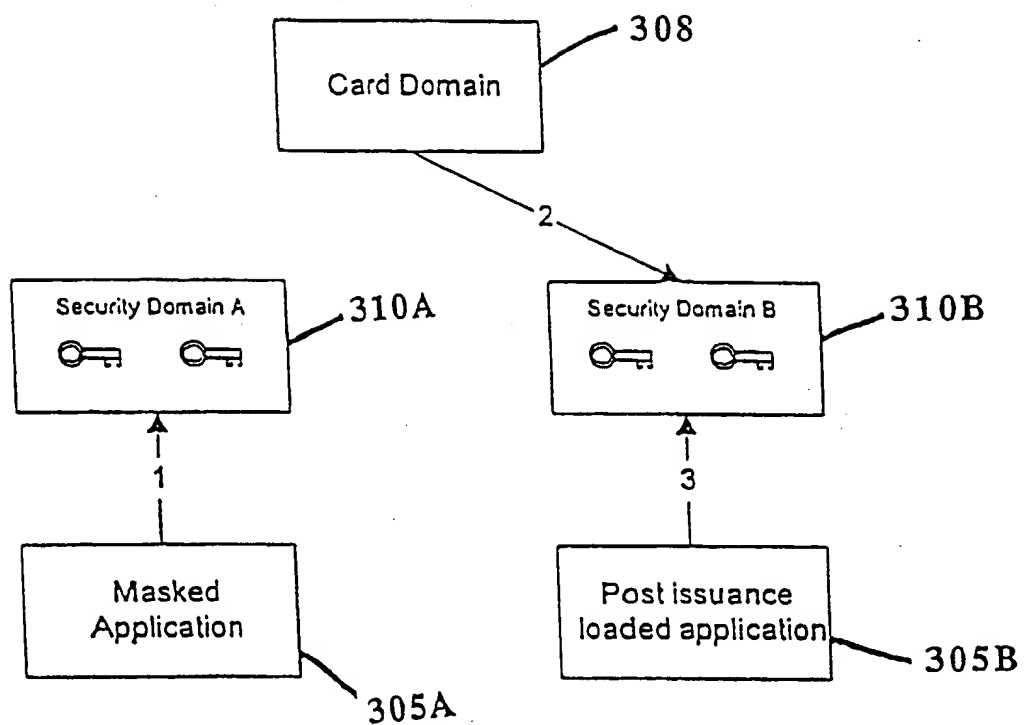 308
Card Domain
2
Security Domain A
310A
Security Domain B
310B
1
3
Masked
Application
Post issuance
loaded application
305A
305B